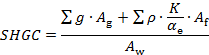 SHGC = (∑ g · A_g + ∑ ρ · K/α_e · A_f) / A_w